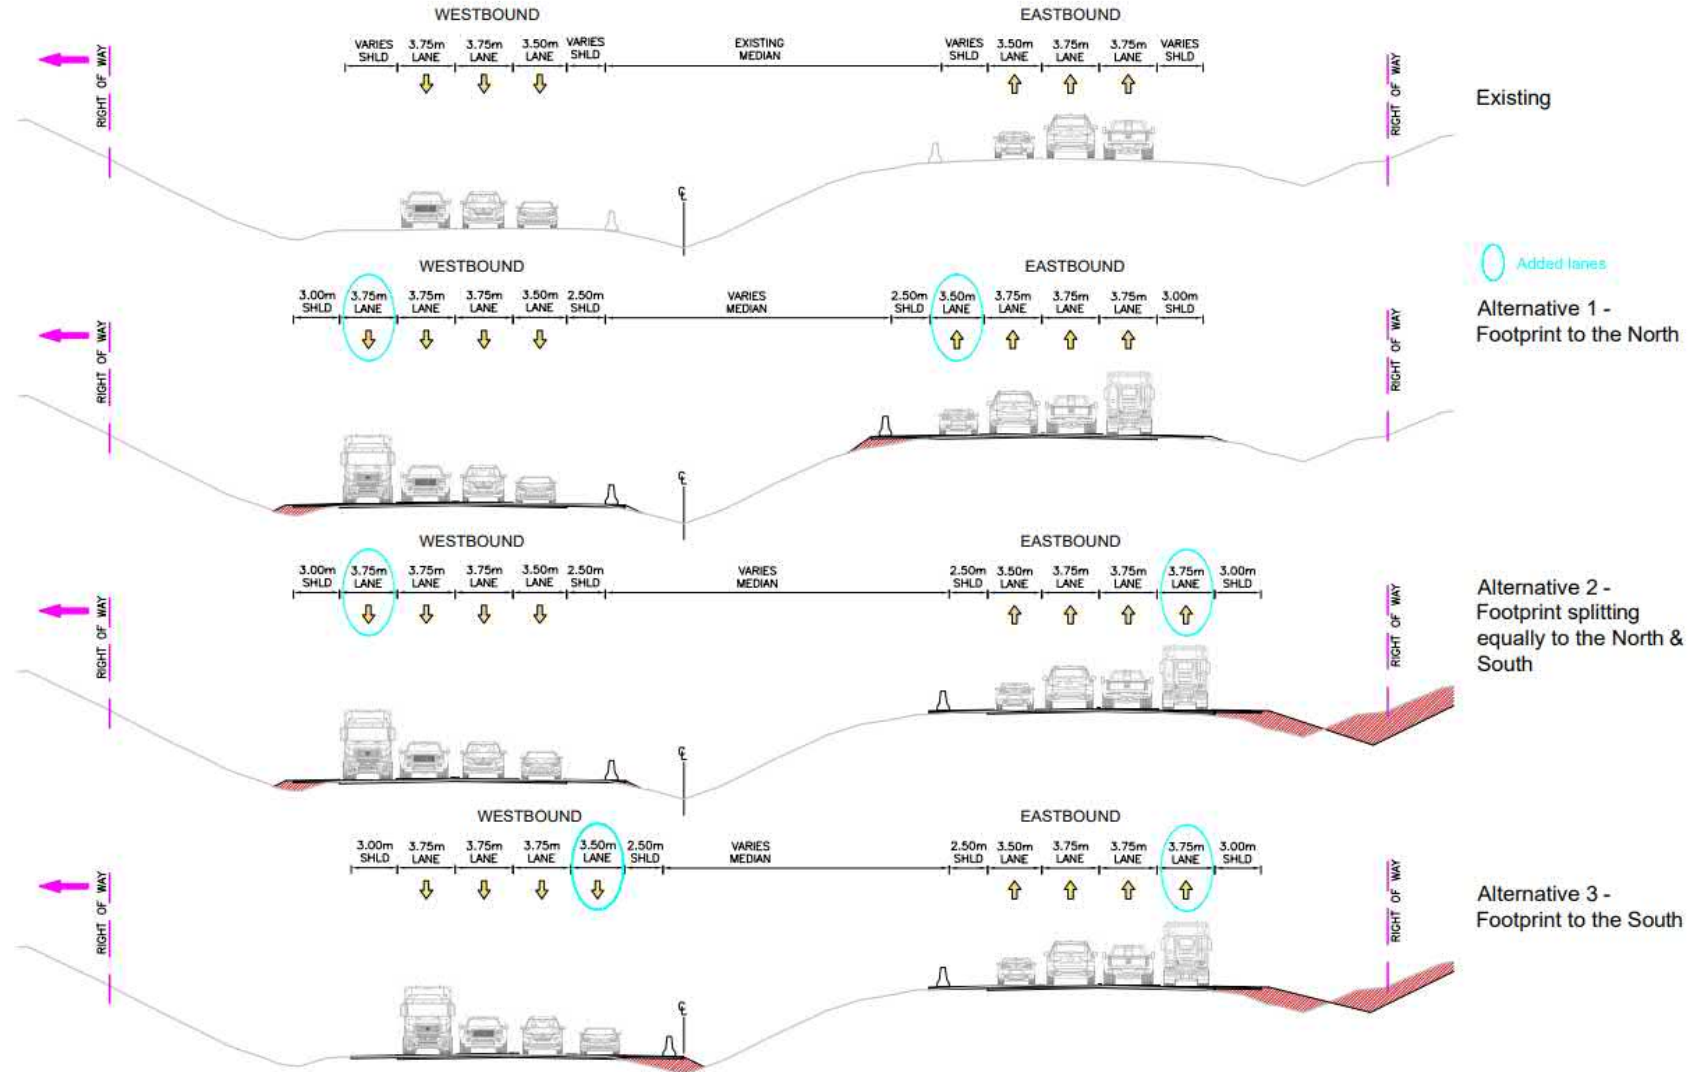 WESTBOUND
EASTBOUND
VARIES SHLD
3.75m LANE
3.75m LANE
3.50m LANE
VARIES SHLD
EXISTING MEDIAN
VARIES SHLD
3.50m LANE
3.75m LANE
3.75m LANE
VARIES SHLD
RIGHT OF WAY
RIGHT OF WAY
Existing
℄
WESTBOUND
EASTBOUND
Added lanes
3.00m SHLD
3.75m LANE
3.75m LANE
3.75m LANE
3.50m LANE
2.50m SHLD
VARIES MEDIAN
2.50m SHLD
3.50m LANE
3.50m LANE
3.75m LANE
3.75m LANE
3.00m SHLD
RIGHT OF WAY
RIGHT OF WAY
Alternative 1 -
Footprint to the North
℄
WESTBOUND
EASTBOUND
3.00m SHLD
3.75m LANE
3.75m LANE
3.75m LANE
3.50m LANE
2.50m SHLD
VARIES MEDIAN
2.50m SHLD
3.50m LANE
3.75m LANE
3.75m LANE
3.75m LANE
3.00m SHLD
RIGHT OF WAY
RIGHT OF WAY
Alternative 2 -
Footprint splitting
equally to the North &
South
℄
WESTBOUND
EASTBOUND
3.00m SHLD
3.75m LANE
3.75m LANE
3.75m LANE
3.50m LANE
2.50m SHLD
VARIES MEDIAN
2.50m SHLD
3.50m LANE
3.75m LANE
3.75m LANE
3.75m LANE
3.00m SHLD
RIGHT OF WAY
RIGHT OF WAY
Alternative 3 -
Footprint to the South
℄